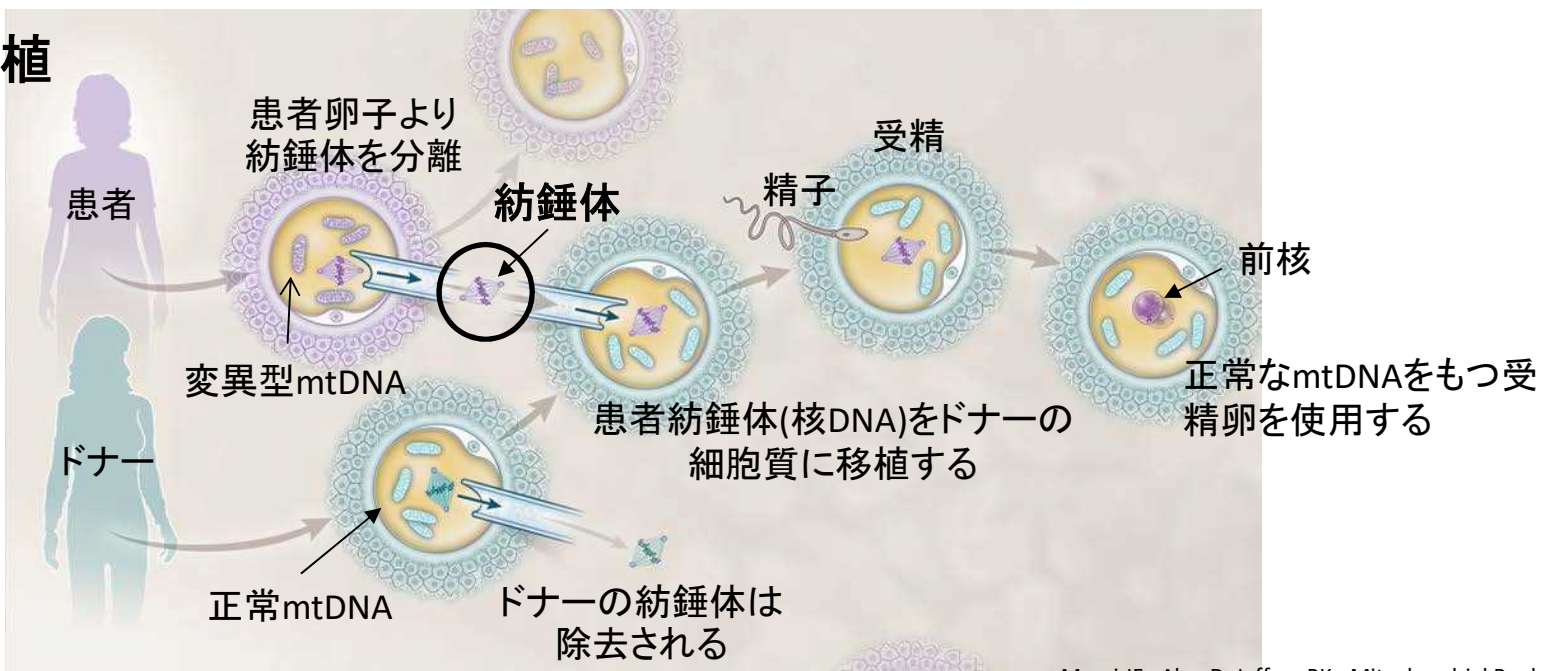 植
患者卵子より
紡錘体を分離
患者
紡錘体
受精
精子
前核
変異型mtDNA
正常なmtDNAをもつ受
精卵を使用する
患者紡錘体(核DNA)をドナーの
細胞質に移植する
ドナー
正常mtDNA
ドナーの紡錘体は
除去される